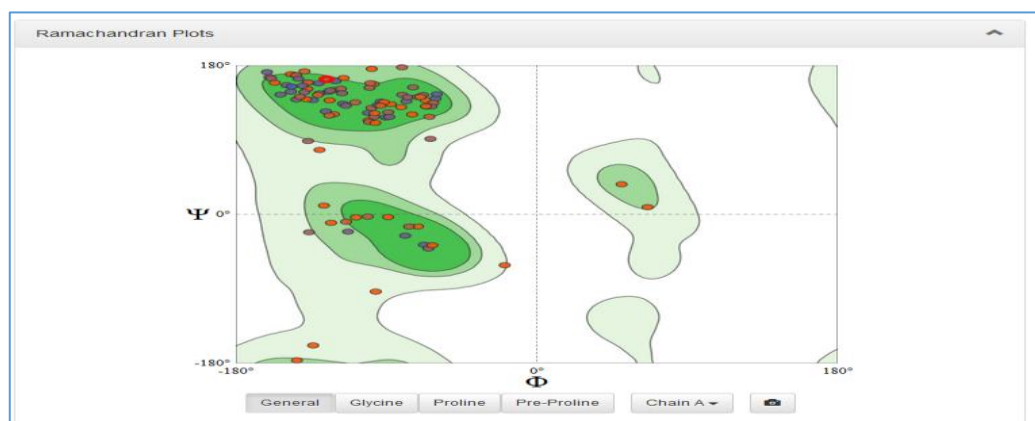 Ramachandran Plots
180°
Ψ 0°
-180°
-180° 0° 180°
Φ
General Glycine Proline Pre-Proline Chain A